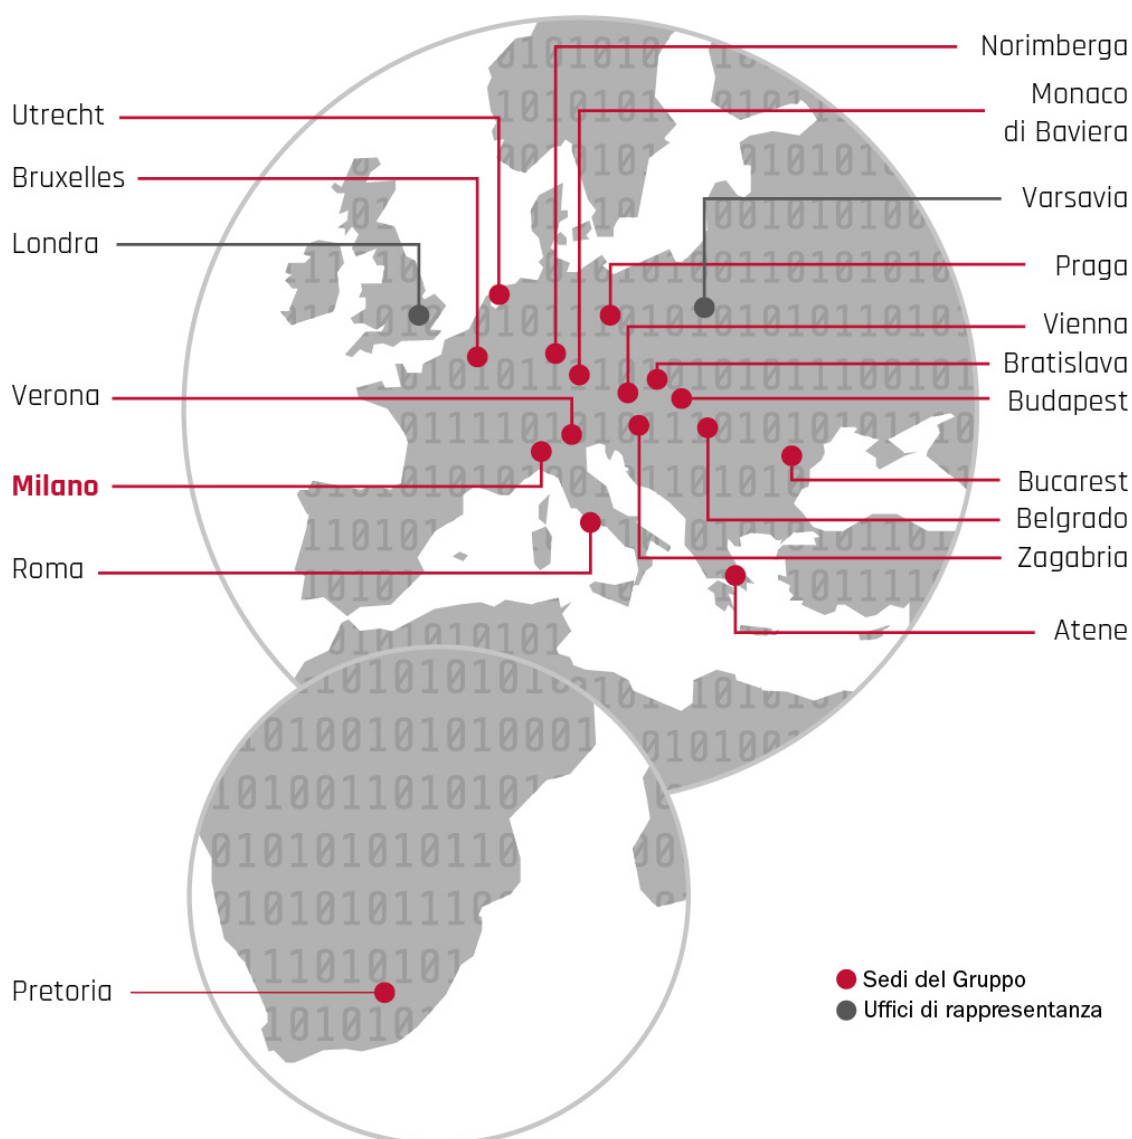 Norimberga
Monaco
di Baviera
Utrecht
Bruxelles
Varsavia
Londra
Praga
Vienna
Bratislava
Verona
Budapest
Milano
Bucarest
Belgrado
Zagabria
Roma
Atene
Pretoria
Sedi del Gruppo
Uffici di rappresentanza